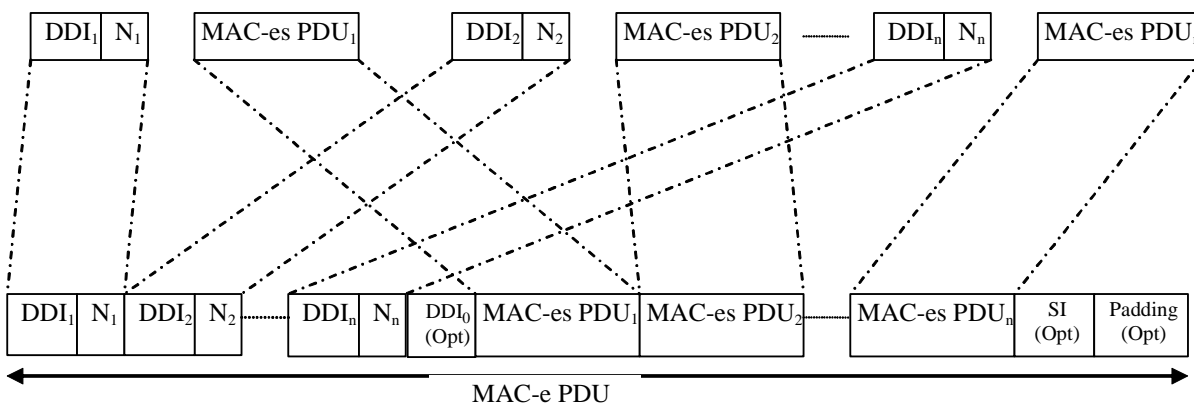 DDI₁ N₁ MAC-es PDU₁ DDI₂ N₂ MAC-es PDU₂ DDIₙ Nₙ MAC-es PDU
DDI₁ N₁ DDI₂ N₂ DDIₙ Nₙ DDI₀ (Opt) MAC-es PDU₁ MAC-es PDU₂ MAC-es PDUₙ SI (Opt) Padding (Opt)
MAC-e PDU